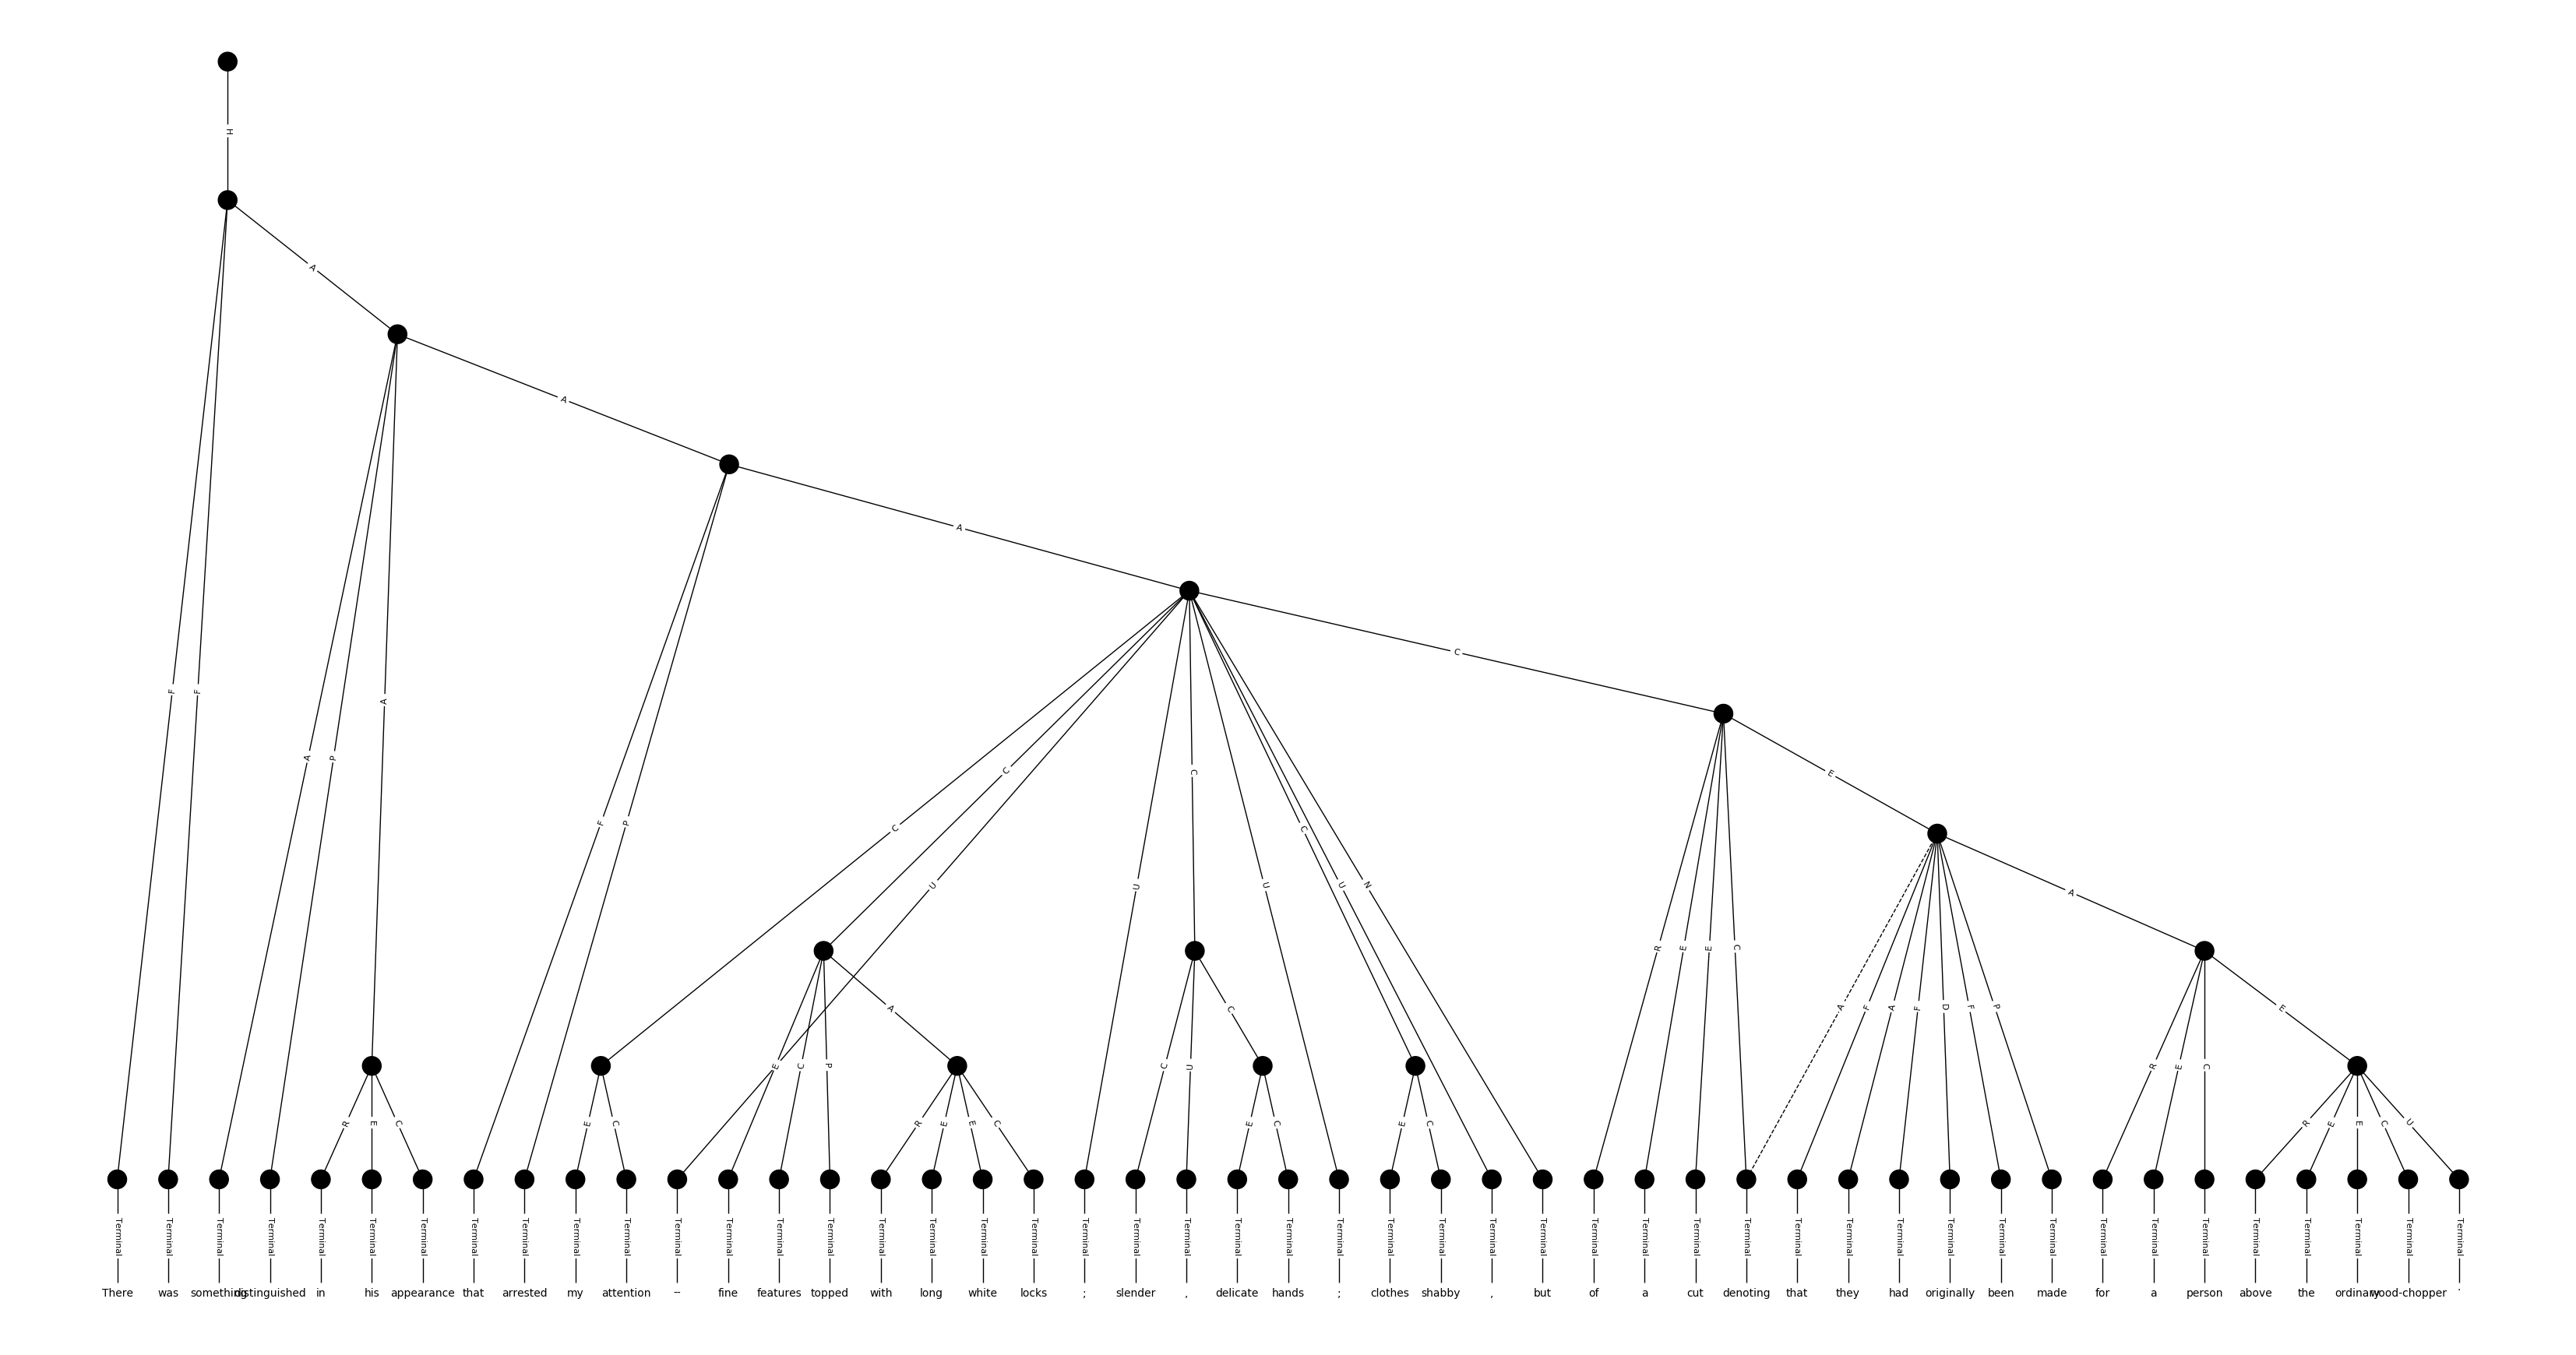 H
A
A
A
C
F F A P A F P C C U U C U C U N R E E C E
A F A F D F P A
E C P A C U C R E C E
R E C E C R E E C E C E C R E E C U
Terminal Terminal Terminal Terminal Terminal Terminal Terminal Terminal Terminal Terminal Terminal Terminal Terminal Terminal Terminal Terminal Terminal Terminal Terminal Terminal Terminal Terminal Terminal Terminal Terminal Terminal Terminal Terminal Terminal Terminal Terminal Terminal Terminal Terminal Terminal Terminal Terminal Terminal Terminal Terminal Terminal Terminal Terminal Terminal Terminal Terminal Terminal
There was something distinguished in his appearance that arrested my attention -- fine features topped with long white locks ; slender , delicate hands ; clothes shabby , but of a cut denoting that they had originally been made for a person above the ordinary wood-chopper .